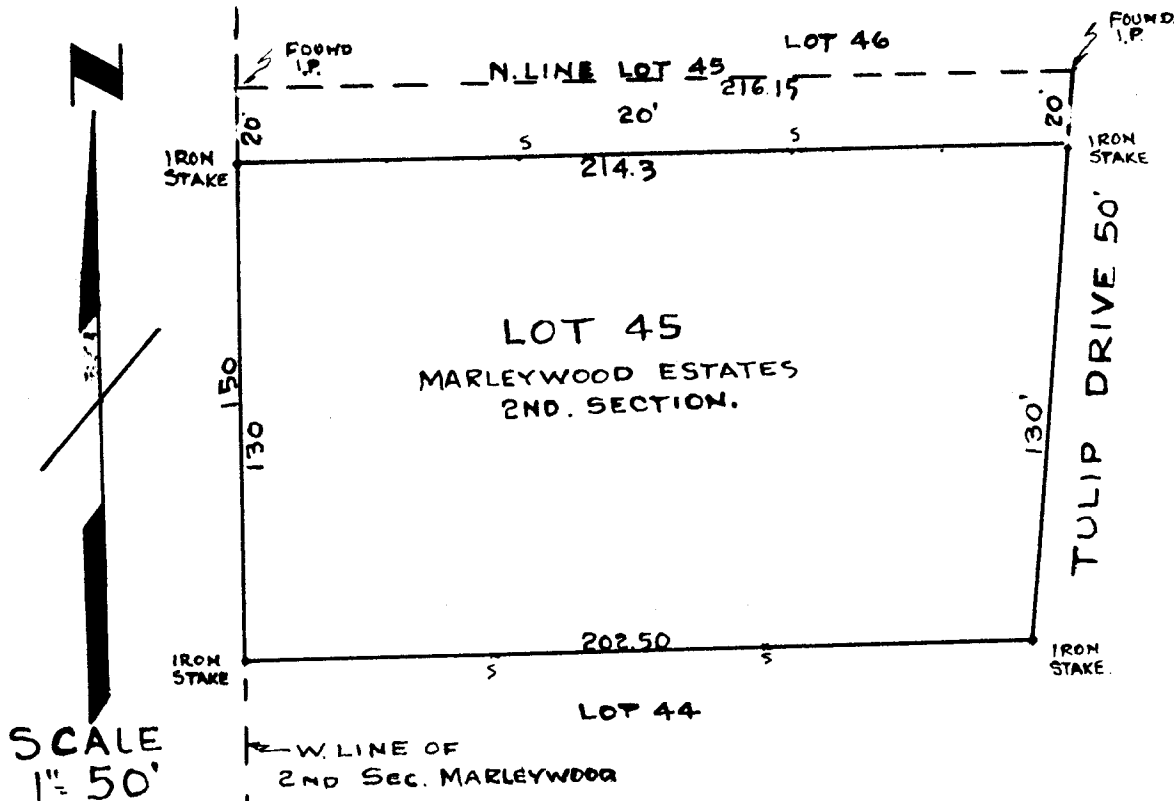 N
FOUND
I.P.
LOT 46
FOUND
I.P.
N. LINE LOT 45
216.15
20'
20'
20'
IRON
STAKE
S
S
IRON
STAKE
214.3
LOT 45
MARLEYWOOD ESTATES
2ND. SECTION.
150
130
130'
TULIP DRIVE 50'
IRON
STAKE
202.50
S
S
IRON
STAKE.
LOT 44
SCALE
1"= 50'
W. LINE OF
2ND SEC. MARLEYWOOD